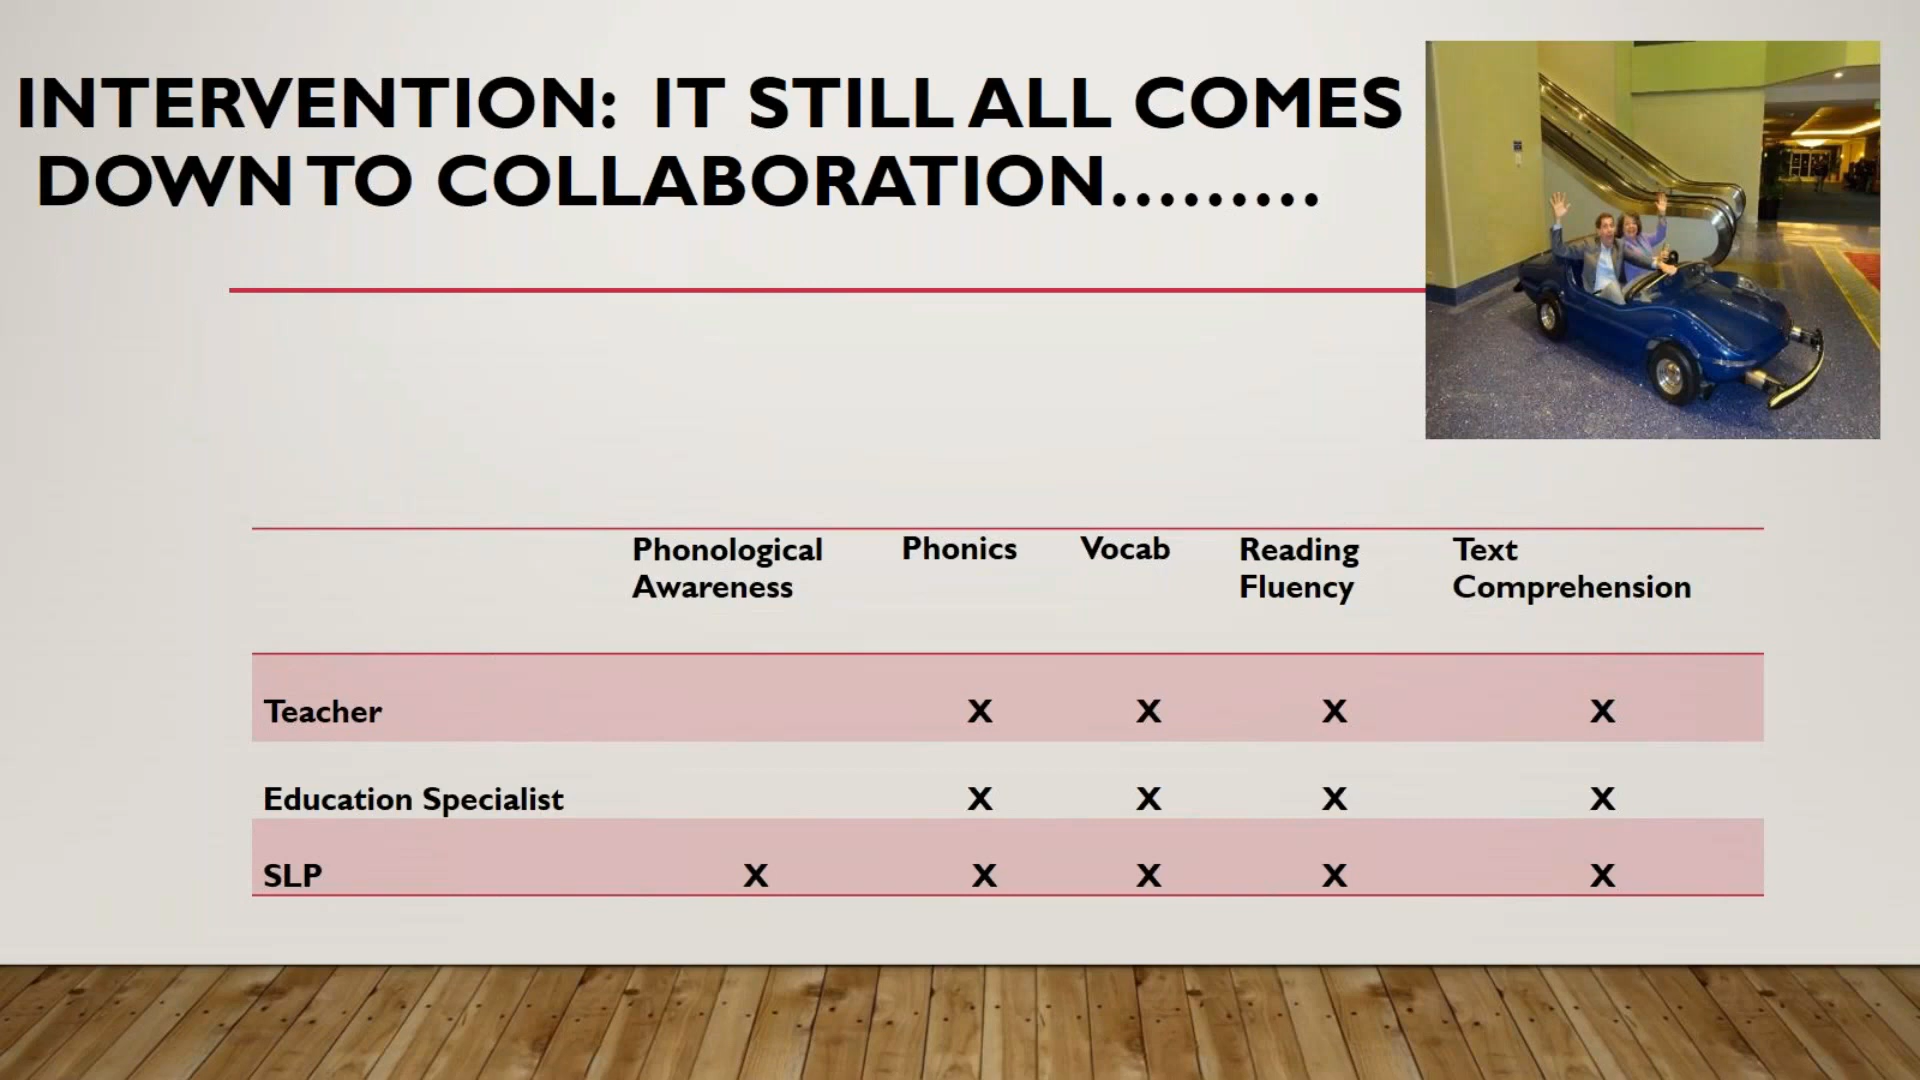 INTERVENTION: IT STILL ALL COMES
DOWN TO COLLABORATION.........
Phonological Awareness Phonics Vocab Reading Fluency Text Comprehension
Teacher X X X X
Education Specialist X X X X
SLP X X X X X